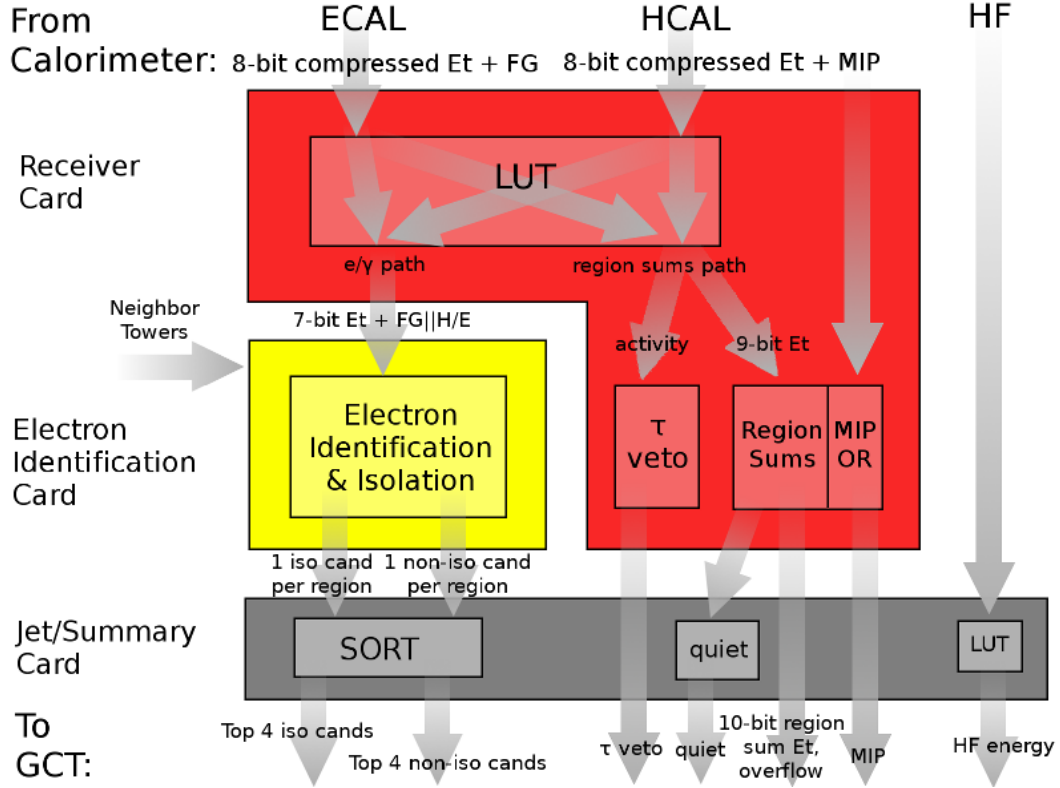 From
Calorimeter:
ECAL
HCAL
HF
8-bit compressed Et + FG
8-bit compressed Et + MIP
Receiver
Card
LUT
e/γ path
region sums path
Neighbor
Towers
7-bit Et + FG||H/E
activity
9-bit Et
Electron
Identification
Card
Electron
Identification
& Isolation
τ
veto
Region
Sums
MIP
OR
1 iso cand
per region
1 non-iso cand
per region
Jet/Summary
Card
SORT
quiet
LUT
To
GCT:
Top 4 iso cands
Top 4 non-iso cands
τ veto
quiet
10-bit region
sum Et,
overflow
MIP
HF energy